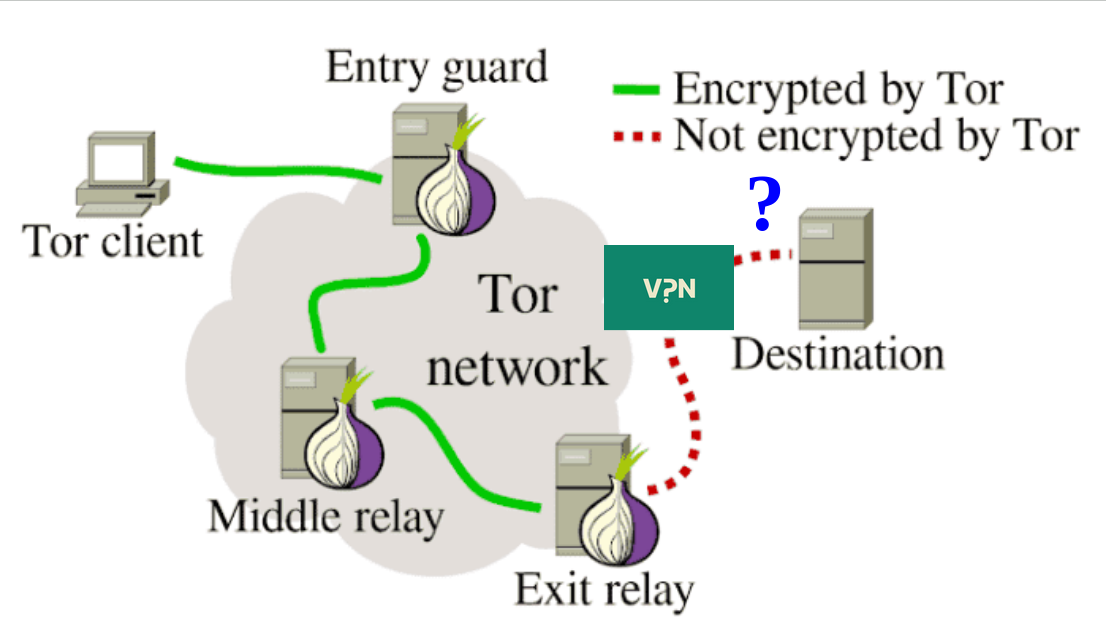 Entry guard
Encrypted by Tor
Not encrypted by Tor
?
Tor client
Tor
network
V?N
Destination
Middle relay
Exit relay